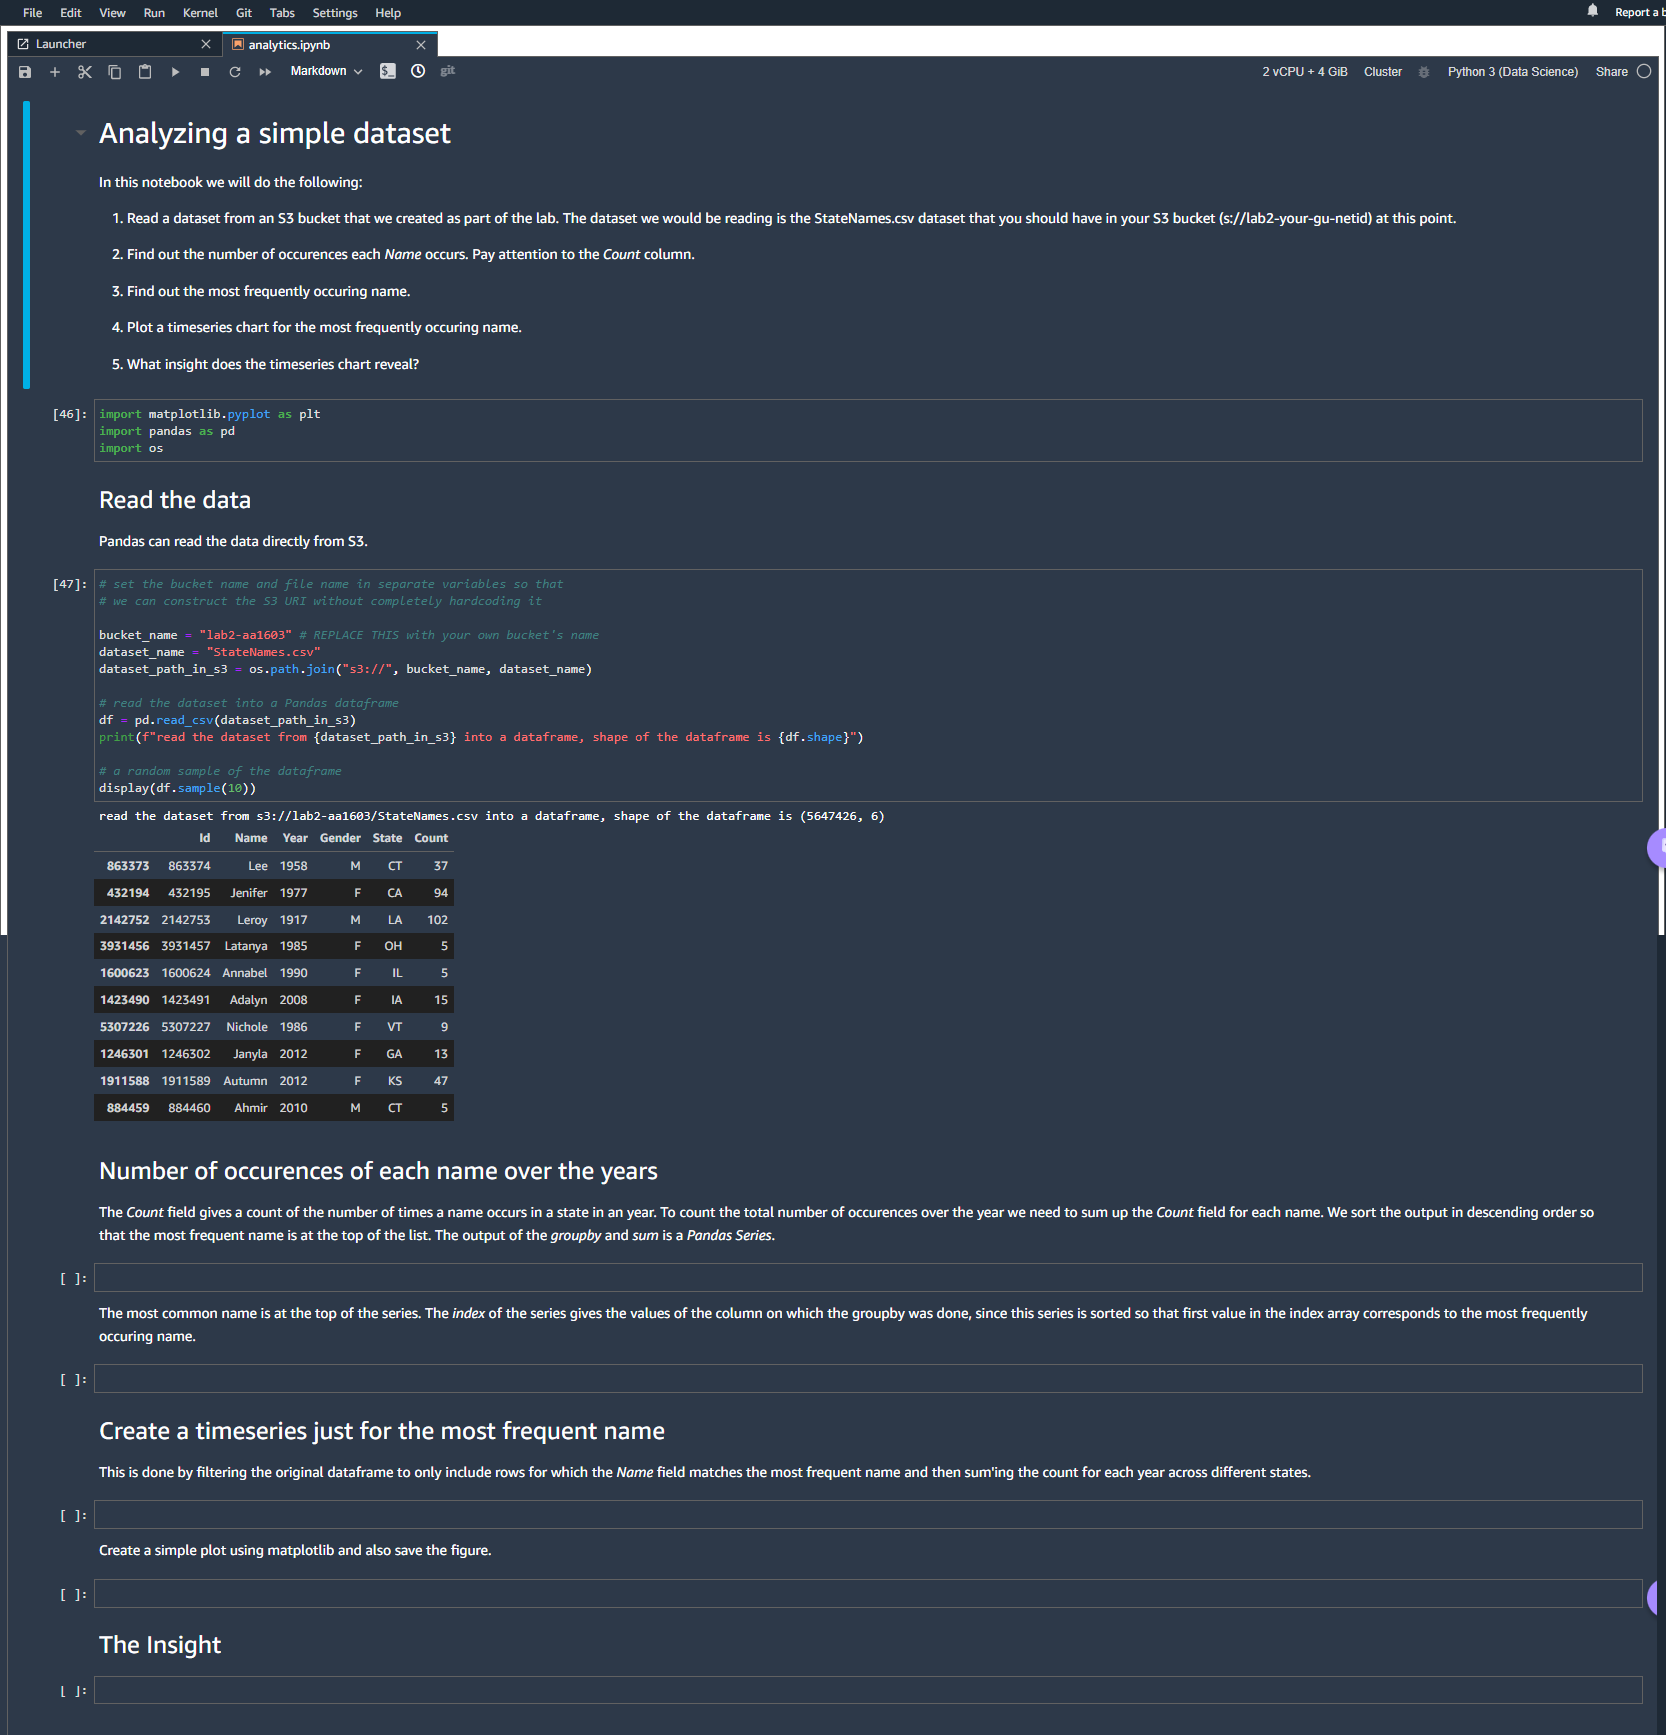 File Edit View Run Kernel Git Tabs Settings Help
Report a b
Launcher
analytics.ipynb
Markdown
git
2 vCPU + 4 GiB Cluster Python 3 (Data Science) Share
Analyzing a simple dataset
In this notebook we will do the following:
1. Read a dataset from an S3 bucket that we created as part of the lab. The dataset we would be reading is the StateNames.csv dataset that you should have in your S3 bucket (s://lab2-your-gu-netid) at this point.
2. Find out the number of occurences each Name occurs. Pay attention to the Count column.
3. Find out the most frequently occuring name.
4. Plot a timeseries chart for the most frequently occuring name.
5. What insight does the timeseries chart reveal?
[46]: import matplotlib.pyplot as plt
import pandas as pd
import os
Read the data
Pandas can read the data directly from S3.
[47]: # set the bucket name and file name in separate variables so that
# we can construct the S3 URI without completely hardcoding it
bucket_name = "lab2-aa1603" # REPLACE THIS with your own bucket's name
dataset_name = "StateNames.csv"
dataset_path_in_s3 = os.path.join("s3://", bucket_name, dataset_name)
# read the dataset into a Pandas dataframe
df = pd.read_csv(dataset_path_in_s3)
print(f"read the dataset from {dataset_path_in_s3} into a dataframe, shape of the dataframe is {df.shape}")
# a random sample of the dataframe
display(df.sample(10))
read the dataset from s3://lab2-aa1603/StateNames.csv into a dataframe, shape of the dataframe is (5647426, 6)
Id Name Year Gender State Count
863373 863374 Lee 1958 M CT 37
432194 432195 Jenifer 1977 F CA 94
2142752 2142753 Leroy 1917 M LA 102
3931456 3931457 Latanya 1985 F OH 5
1600623 1600624 Annabel 1990 F IL 5
1423490 1423491 Adalyn 2008 F IA 15
5307226 5307227 Nichole 1986 F VT 9
1246301 1246302 Janyla 2012 F GA 13
1911588 1911589 Autumn 2012 F KS 47
884459 884460 Ahmir 2010 M CT 5
Number of occurences of each name over the years
The Count field gives a count of the number of times a name occurs in a state in an year. To count the total number of occurences over the year we need to sum up the Count field for each name. We sort the output in descending order so
that the most frequent name is at the top of the list. The output of the groupby and sum is a Pandas Series.
[ ]:
The most common name is at the top of the series. The index of the series gives the values of the column on which the groupby was done, since this series is sorted so that first value in the index array corresponds to the most frequently
occuring name.
[ ]:
Create a timeseries just for the most frequent name
This is done by filtering the original dataframe to only include rows for which the Name field matches the most frequent name and then sum'ing the count for each year across different states.
[ ]:
Create a simple plot using matplotlib and also save the figure.
[ ]:
The Insight
[ ]: